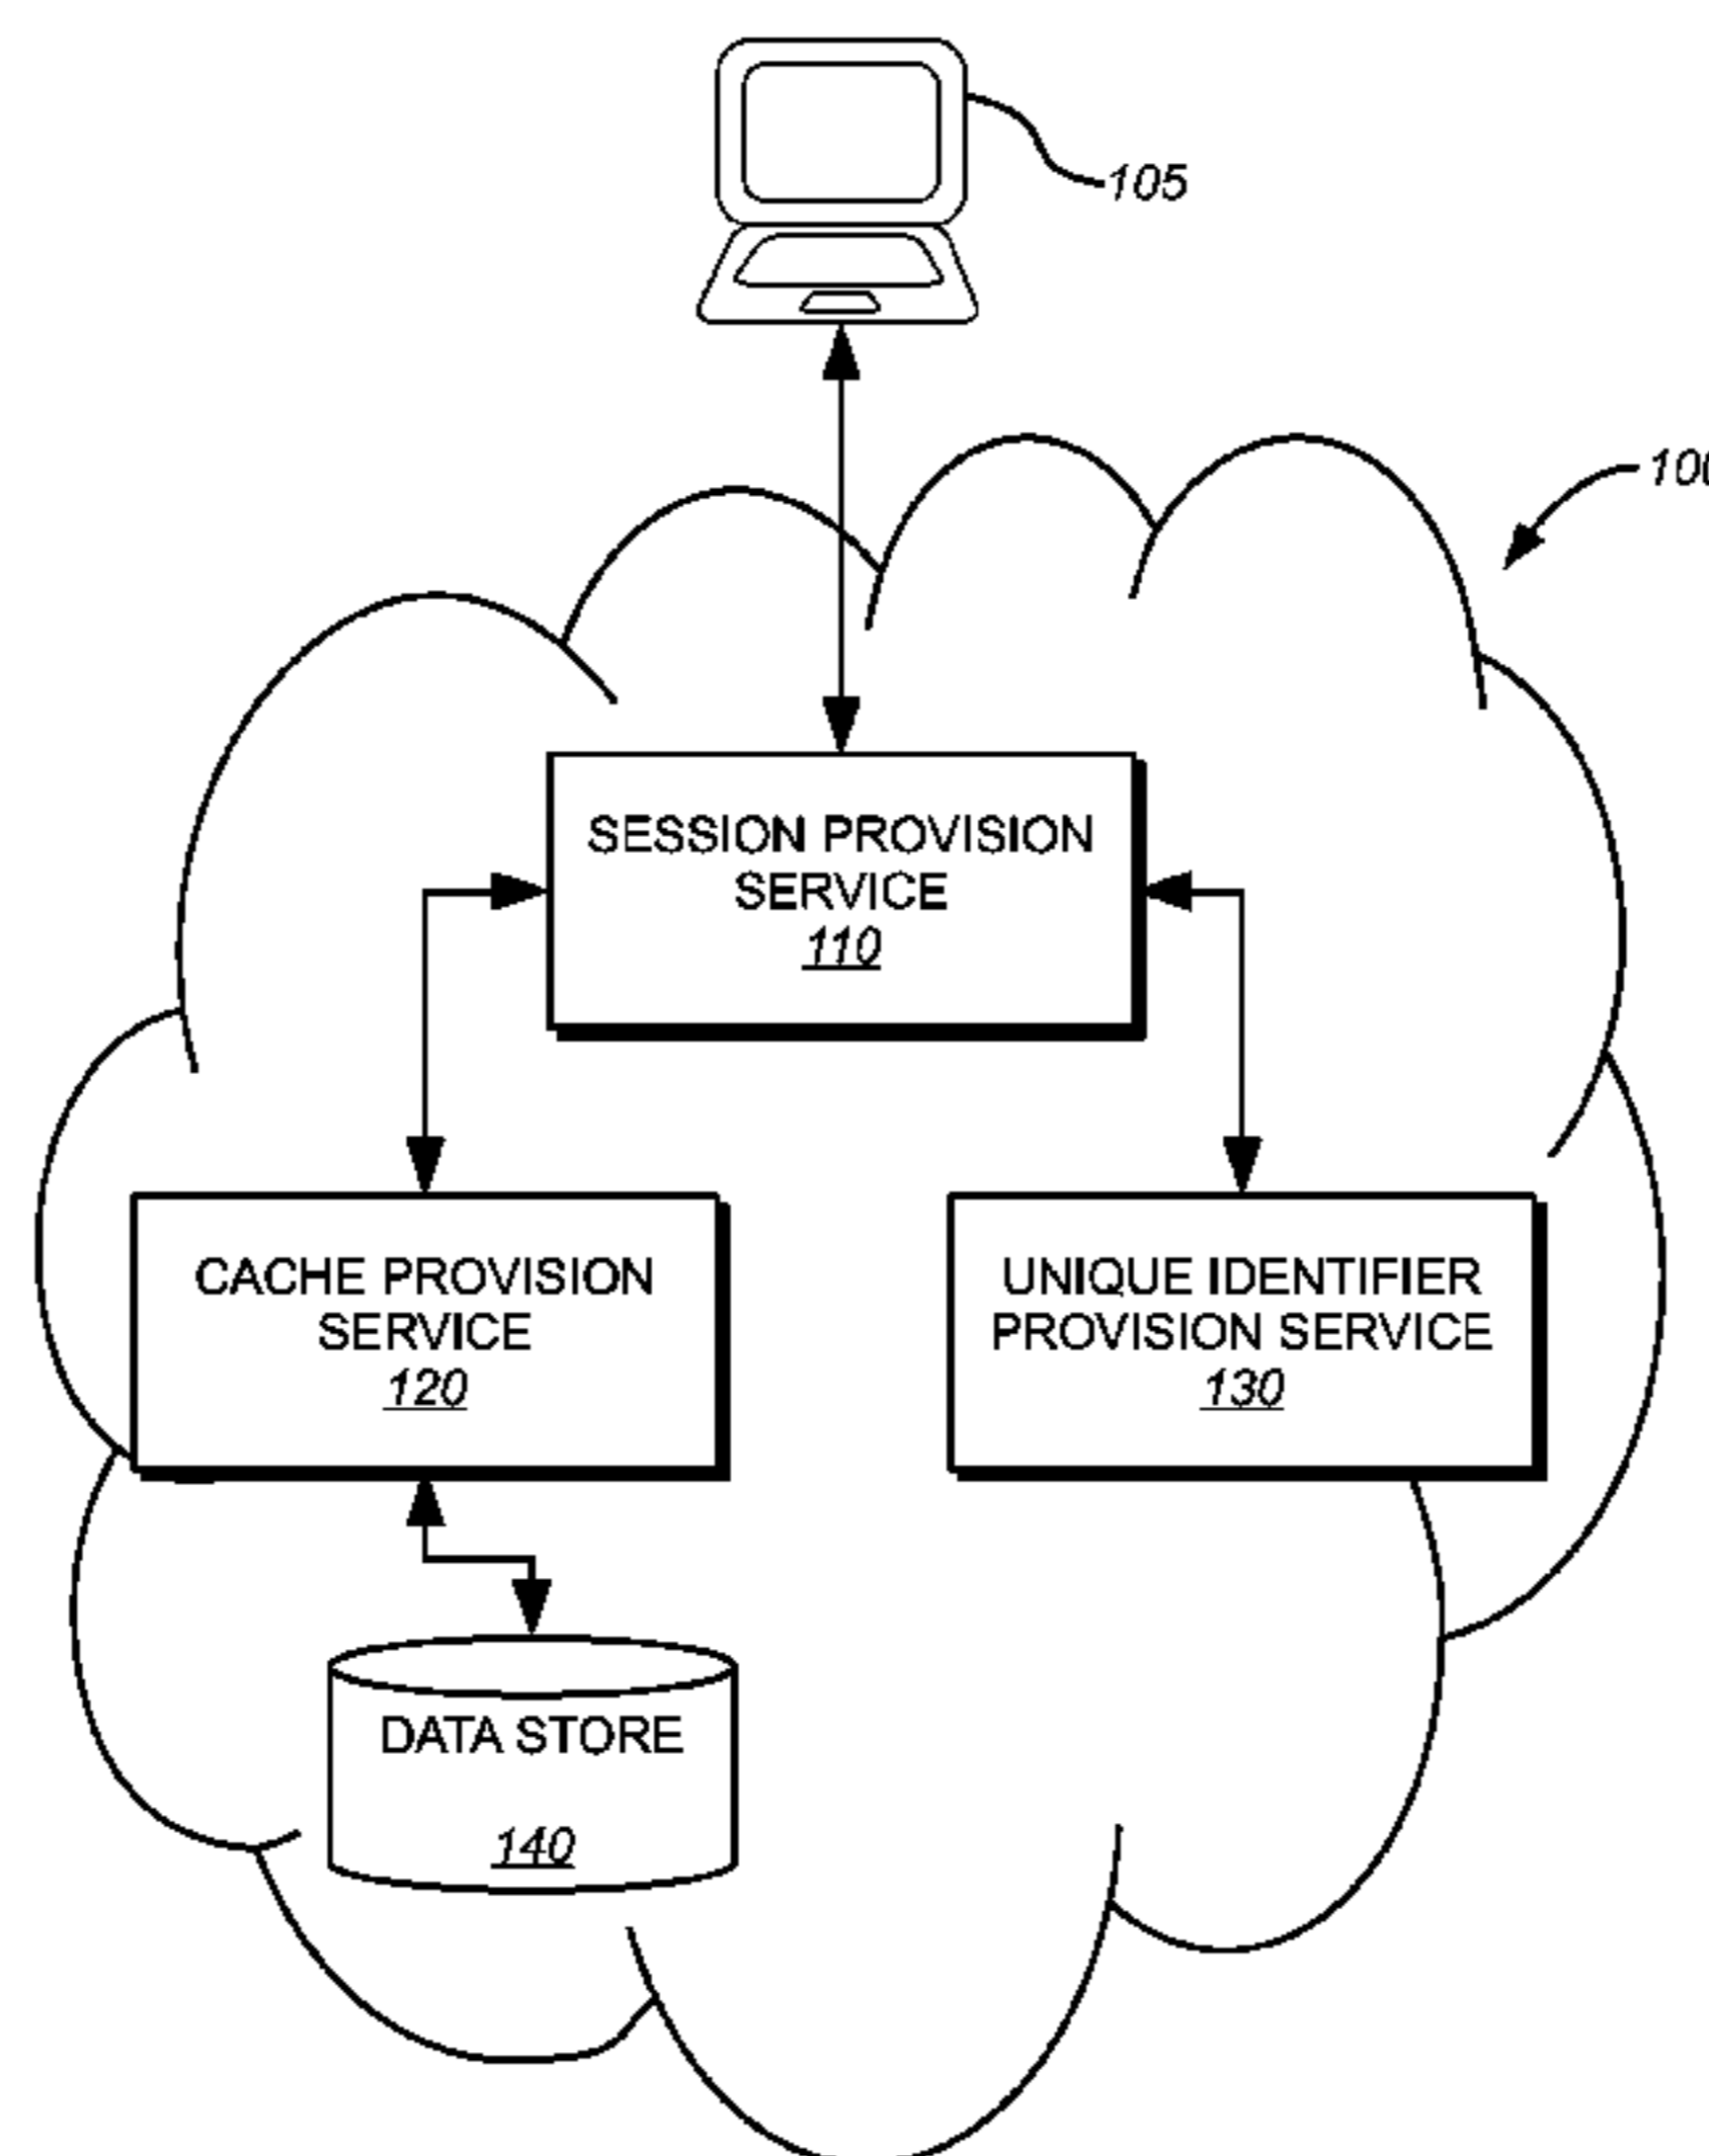 105
100
SESSION PROVISION
SERVICE
110
CACHE PROVISION
SERVICE
120
UNIQUE IDENTIFIER
PROVISION SERVICE
130
DATA STORE
140